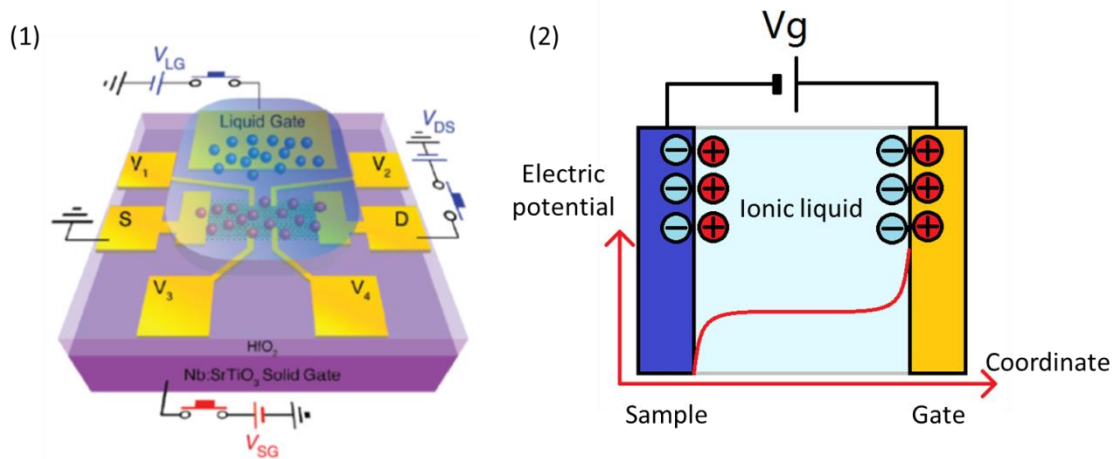 (1)
V_LG
Liquid Gate
V_DS
V_1
V_2
S
D
V_3
V_4
HfO_2
Nb:SrTiO_3 Solid Gate
V_SG
(2)
Vg
Electric
potential
− + − +
− + Ionic liquid − +
− + − +
Coordinate
Sample
Gate